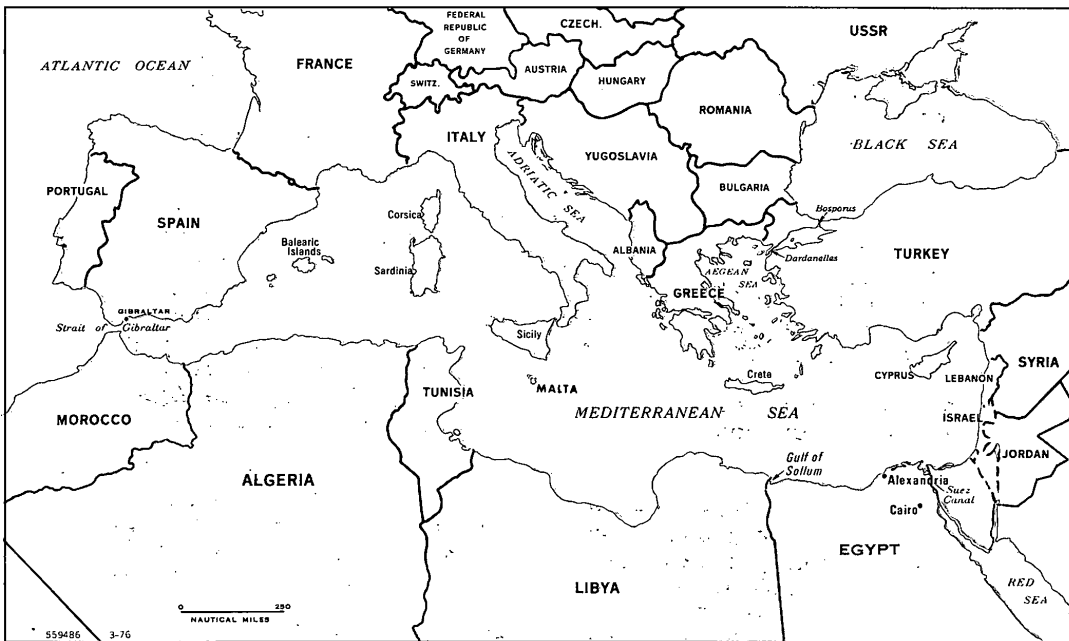 FEDERAL
REPUBLIC
OF
GERMANY
CZECH.
USSR
ATLANTIC OCEAN
FRANCE
SWITZ.
AUSTRIA
HUNGARY
ROMANIA
ITALY
YUGOSLAVIA
BLACK SEA
ADRIATIC SEA
PORTUGAL
SPAIN
BULGARIA
Bosporus
Corsica
Balearic
Islands
Sardinia
ALBANIA
AEGEAN
SEA
Dardanelles
TURKEY
GREECE
GIBRALTAR
Strait of Gibraltar
Sicily
SYRIA
Crete
CYPRUS
LEBANON
TUNISIA
MALTA
MOROCCO
MEDITERRANEAN SEA
ISRAEL
JORDAN
Gulf of
Sollum
ALGERIA
Alexandria
Suez
Canal
Cairo
EGYPT
LIBYA
RED
SEA
0 250
NAUTICAL MILES
559486 3-76